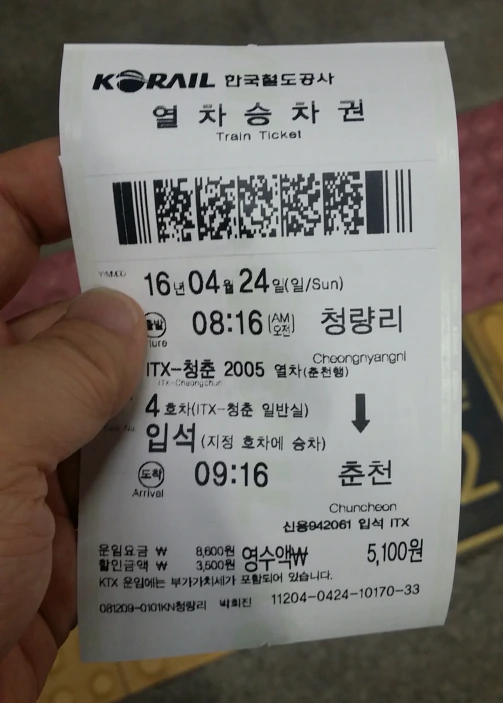 KORAIL 한국철도공사
열차승차권
Train Ticket
16년 04월 24일(일/Sun)
08:16 (AM 오전) 청량리
Cheongnyangni
ITX-청춘 2005 열차(춘천행)
ITX-Cheongchun
4 호차(ITX-청춘 일반실)
입석 (지정 호차에 승차)
도착 09:16 춘천
Arrival
Chuncheon
신용942061 입석 ITX
운임요금 ₩ 8,600원 영수액₩ 5,100원
할인금액 ₩ 3,500원
KTX 운임에는 부가가치세가 포함되어 있습니다.
081209-0101KN청량리 박희진 11204-0424-10170-33